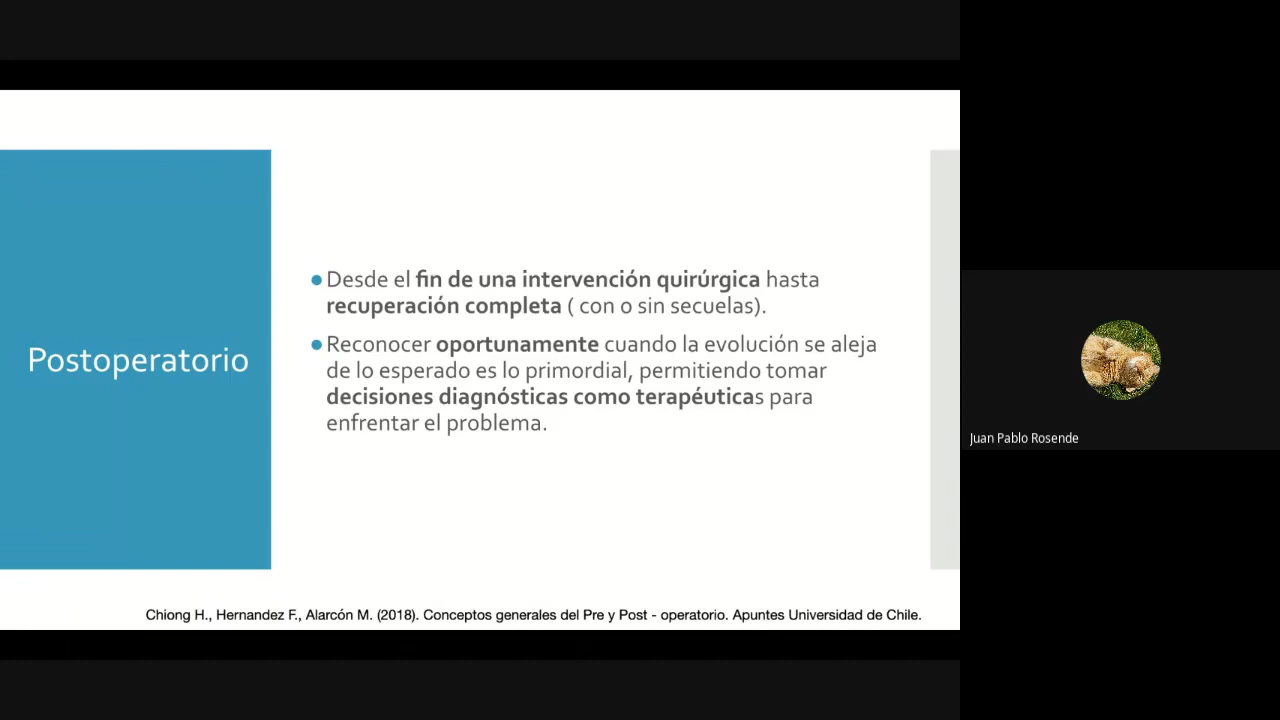 Postoperatorio
●Desde el fin de una intervención quirúrgica hasta
recuperación completa ( con o sin secuelas).
●Reconocer oportunamente cuando la evolución se aleja
de lo esperado es lo primordial, permitiendo tomar
decisiones diagnósticas como terapéuticas para
enfrentar el problema.
Chiong H., Hernandez F., Alarcón M. (2018). Conceptos generales del Pre y Post - operatorio. Apuntes Universidad de Chile.
Juan Pablo Rosende